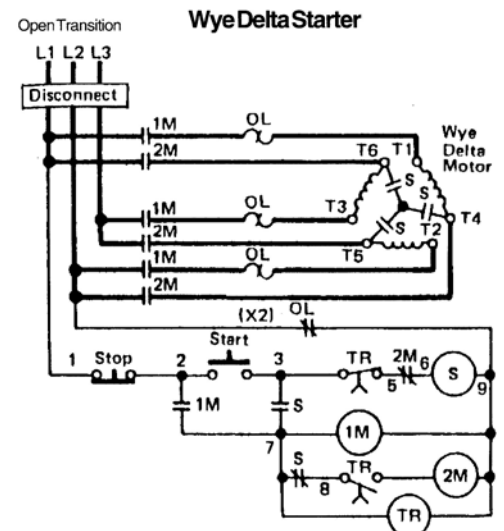 Wye Delta Starter
Open Transition
L1 L2 L3
Disconnect
1M
OL
Wye
Delta
Motor
2M
T6
T1
S
S
1M
OL
T3
S
T4
2M
T5
T2
1M
OL
2M
(X2)
OL
Start
1
Stop
2
3
TR
2M
6
5
S
9
1M
S
7
1M
S
TR
8
2M
TR